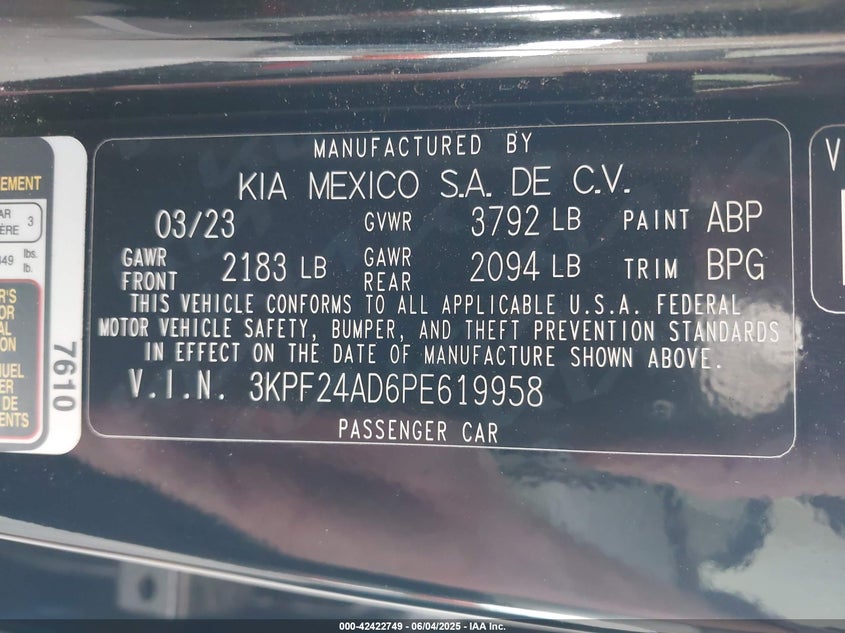 MANUFACTURED BY
KIA MEXICO S.A. DE C.V.
03/23 GVWR 3792 LB PAINT ABP
GAWR FRONT 2183 LB GAWR REAR 2094 LB TRIM BPG
THIS VEHICLE CONFORMS TO ALL APPLICABLE U.S.A. FEDERAL
MOTOR VEHICLE SAFETY, BUMPER, AND THEFT PREVENTION STANDARDS
IN EFFECT ON THE DATE OF MANUFACTURE SHOWN ABOVE.
V.I.N. 3KPF24AD6PE619958
PASSENGER CAR
7610
000-42422749 - 06/04/2025 - IAA Inc.